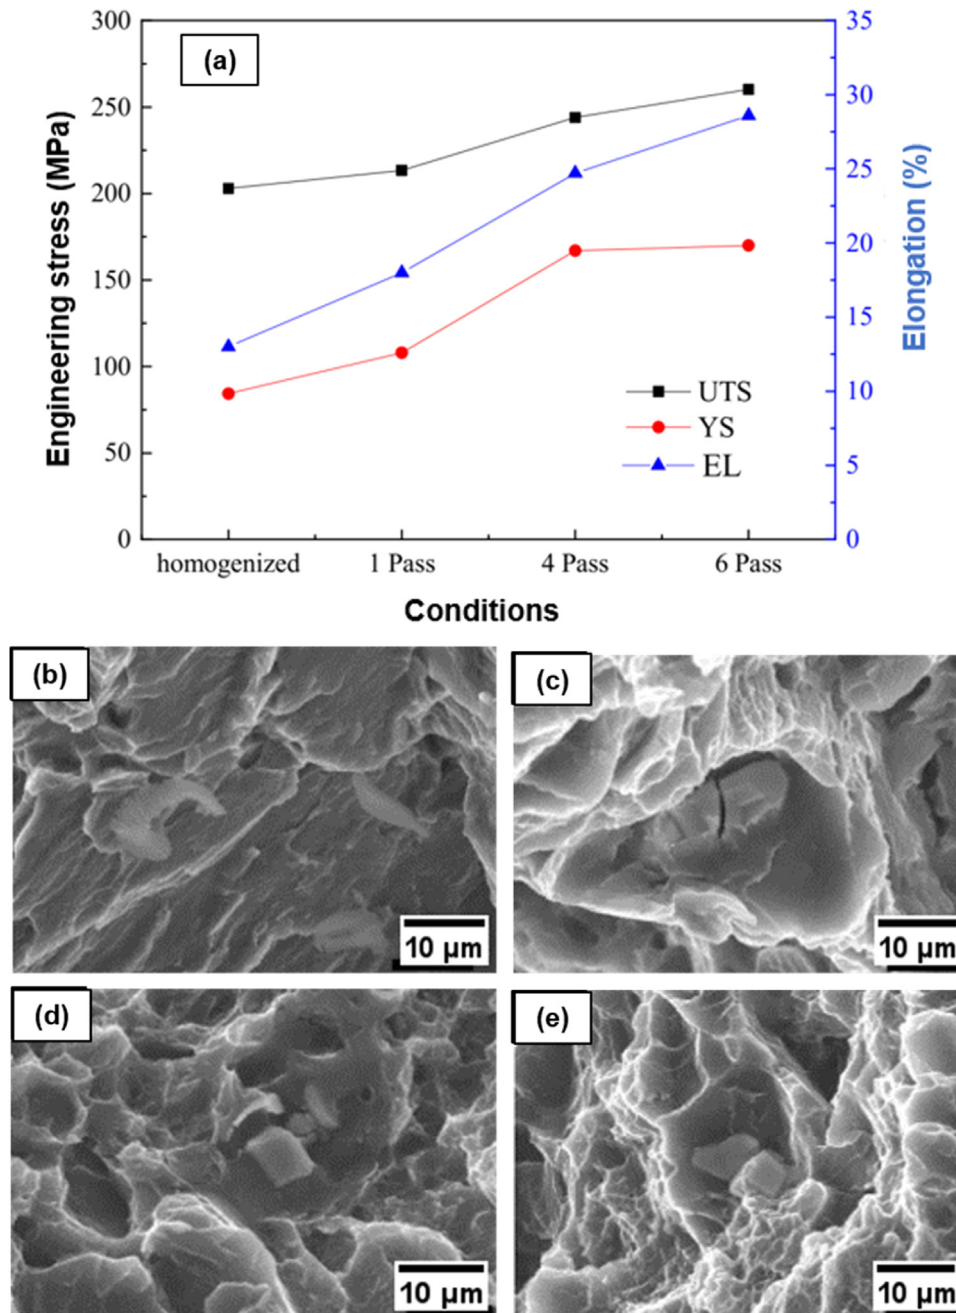 (a)
Engineering stress (MPa)
300
250
200
150
100
50
0
35
30
25
20
15
10
5
0
Elongation (%)
UTS
YS
EL
homogenized 1 Pass 4 Pass 6 Pass
Conditions
(b)
10 µm
(c)
10 µm
(d)
10 µm
(e)
10 µm